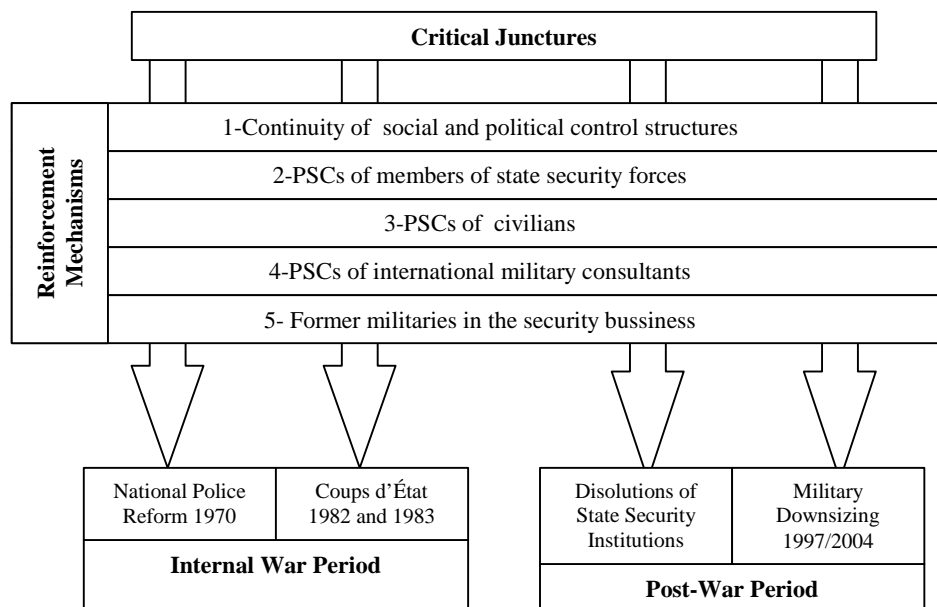 Critical Junctures
Reinforcement
Mechanisms
1-Continuity of social and political control structures
2-PSCs of members of state security forces
3-PSCs of civilians
4-PSCs of international military consultants
5- Former militaries in the security bussiness
National Police
Reform 1970
Coups d’État
1982 and 1983
Internal War Period
Disolutions of
State Security
Institutions
Military
Downsizing
1997/2004
Post-War Period